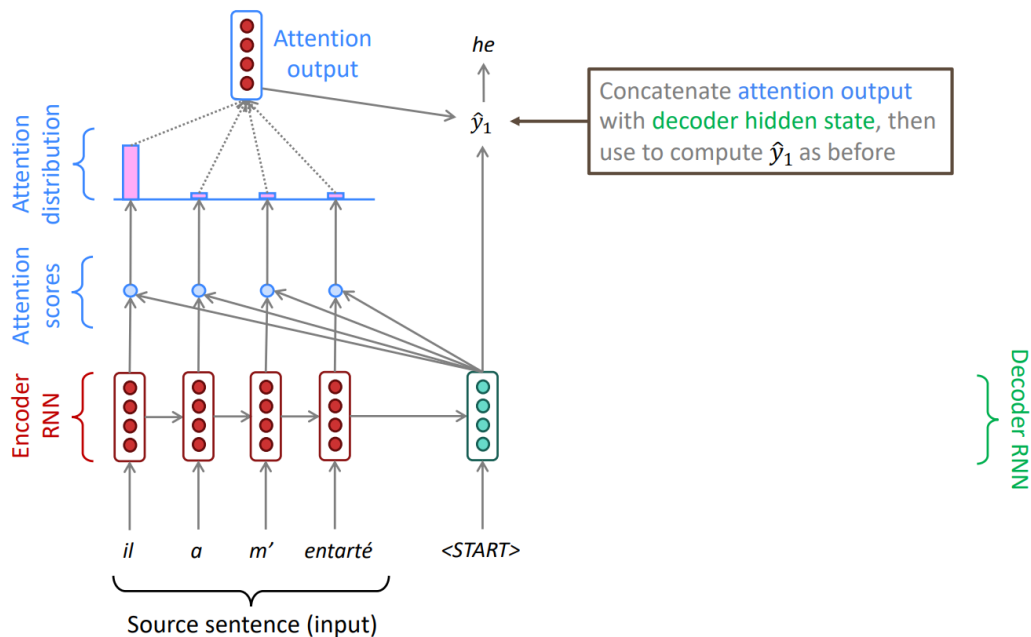 Attention
output
he
ŷ₁
Concatenate attention output
with decoder hidden state, then
use to compute ŷ₁ as before
Attention
distribution
Attention
scores
Encoder
RNN
Decoder RNN
il a m’ entarté <START>
Source sentence (input)